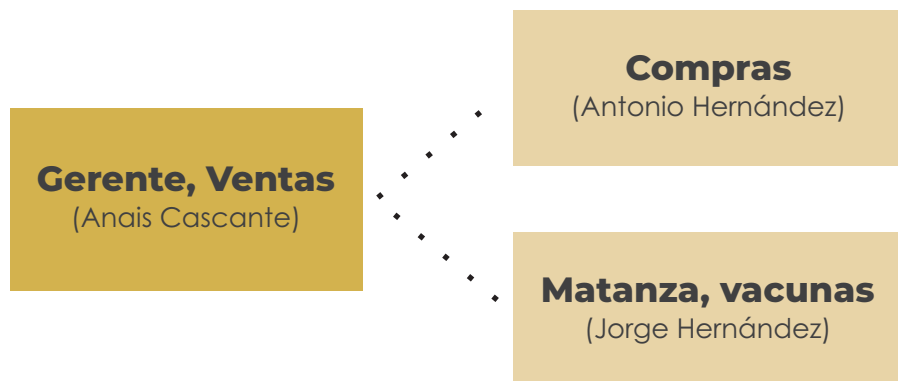 Gerente, Ventas
(Anais Cascante)
Compras
(Antonio Hernández)
Matanza, vacunas
(Jorge Hernández)